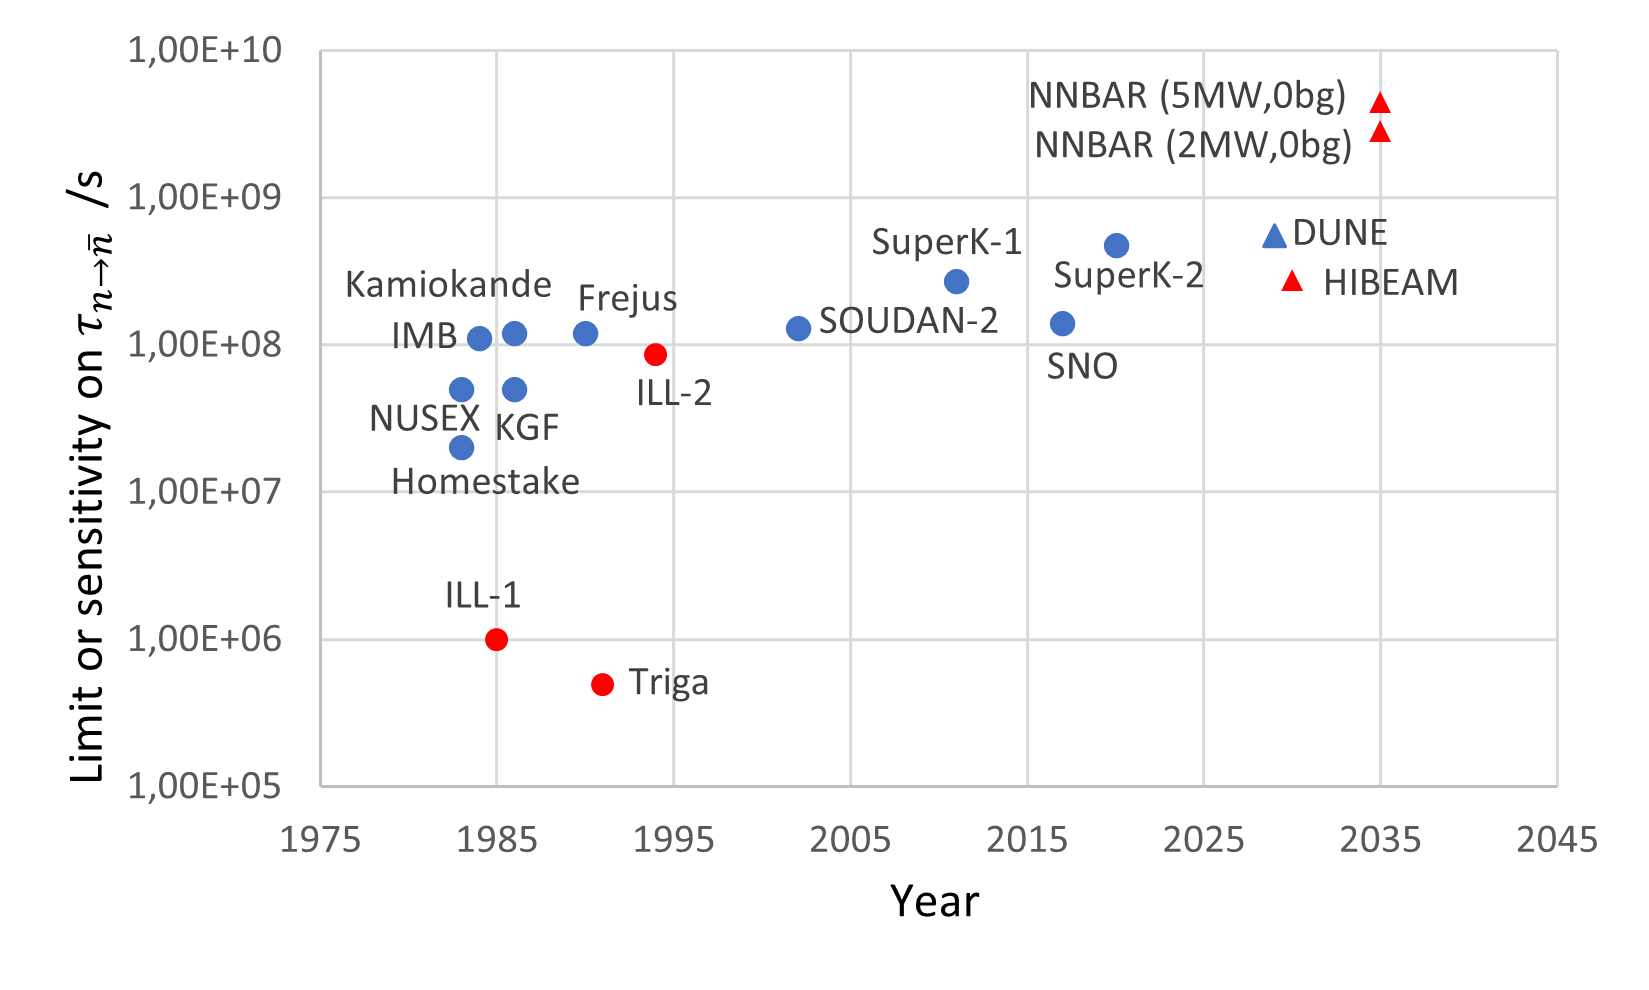 1,00E+10
NNBAR (5MW,0bg)
NNBAR (2MW,0bg)
1,00E+09
DUNE
SuperK-1
SuperK-2
HIBEAM
Kamiokande
Frejus
IMB
SOUDAN-2
1,00E+08
SNO
ILL-2
NUSEX
KGF
Homestake
1,00E+07
ILL-1
1,00E+06
Triga
1,00E+05
Limit or sensitivity on τn→n̄ /s
1975 1985 1995 2005 2015 2025 2035 2045
Year